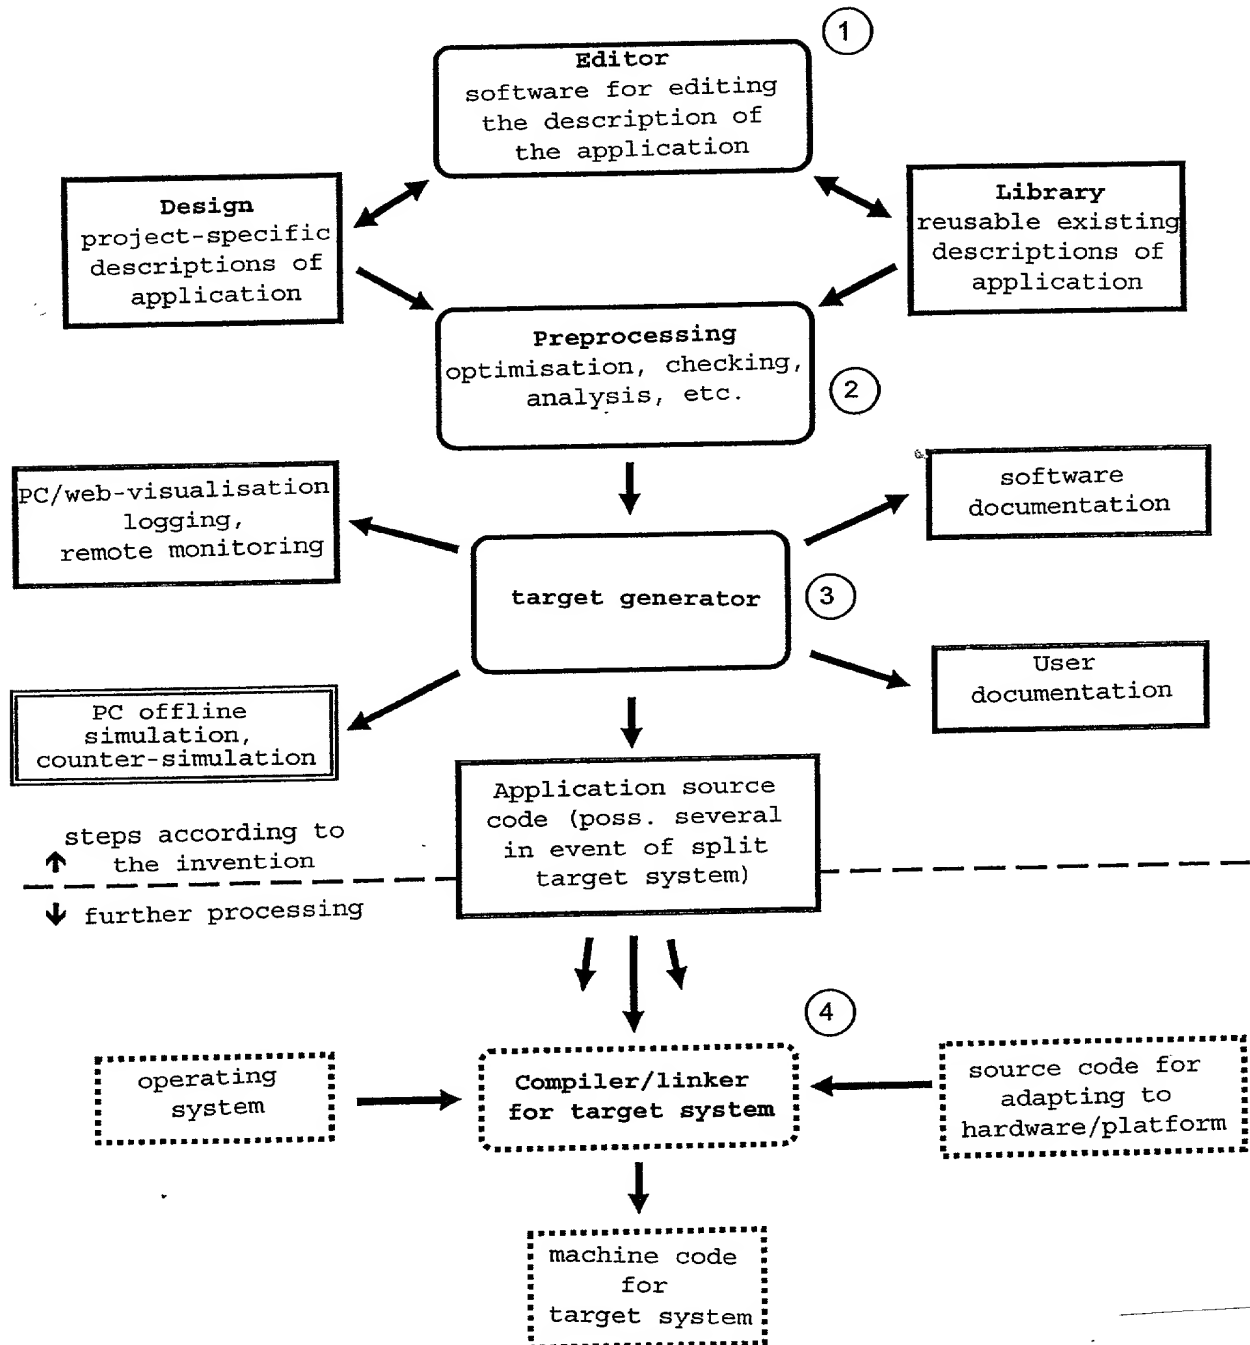 1
Editor
software for editing
the description of
the application
Design
project-specific
descriptions of
application
Library
reusable existing
descriptions of
application
Preprocessing
optimisation, checking,
analysis, etc.
2
PC/web-visualisation
logging,
remote monitoring
software
documentation
target generator
3
PC offline
simulation,
counter-simulation
User
documentation
Application source
code (poss. several
in event of split
target system)
steps according to
the invention
further processing
4
operating
system
Compiler/linker
for target system
source code for
adapting to
hardware/platform
machine code
for
target system